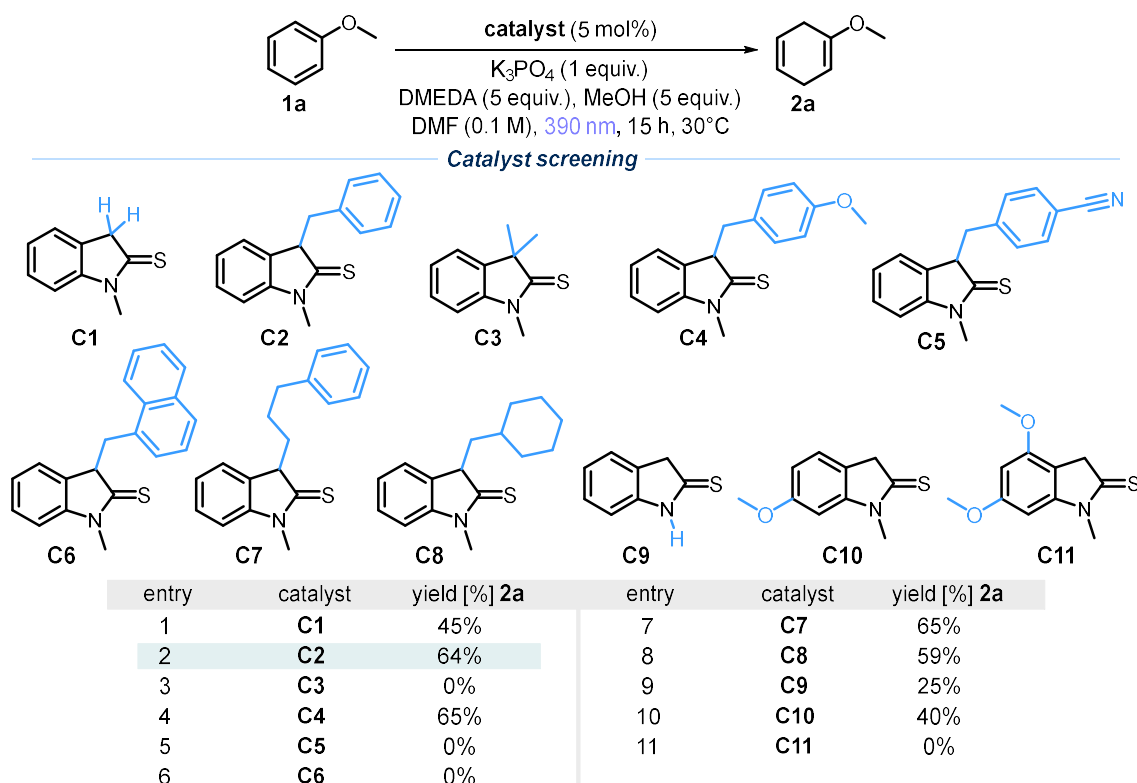 catalyst (5 mol%)
K₃PO₄ (1 equiv.)
DMEDA (5 equiv.), MeOH (5 equiv.)
DMF (0.1 M), 390 nm, 15 h, 30°C
O
1a
O
2a
Catalyst screening
H
H
S
N
C1
S
N
C2
S
N
C3
O
S
N
C4
N
S
N
C5
S
N
C6
S
N
C7
S
N
C8
S
N
H
C9
O
S
N
C10
O
O
S
N
C11
entry catalyst yield [%] 2a entry catalyst yield [%] 2a
1 C1 45% 7 C7 65%
2 C2 64% 8 C8 59%
3 C3 0% 9 C9 25%
4 C4 65% 10 C10 40%
5 C5 0% 11 C11 0%
6 C6 0%